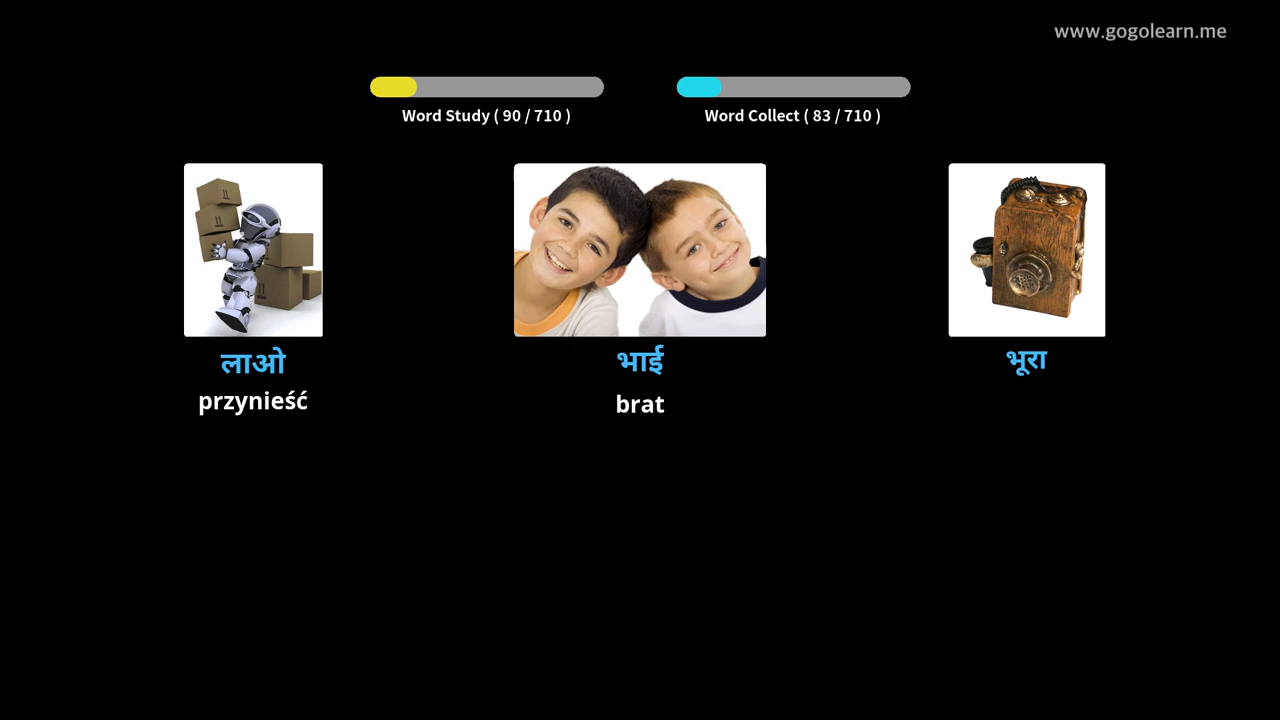 www.gogolearn.me
Word Study ( 90 / 710 )
Word Collect ( 83 / 710 )
लाओ
przynieść
भाई
brat
भूरा